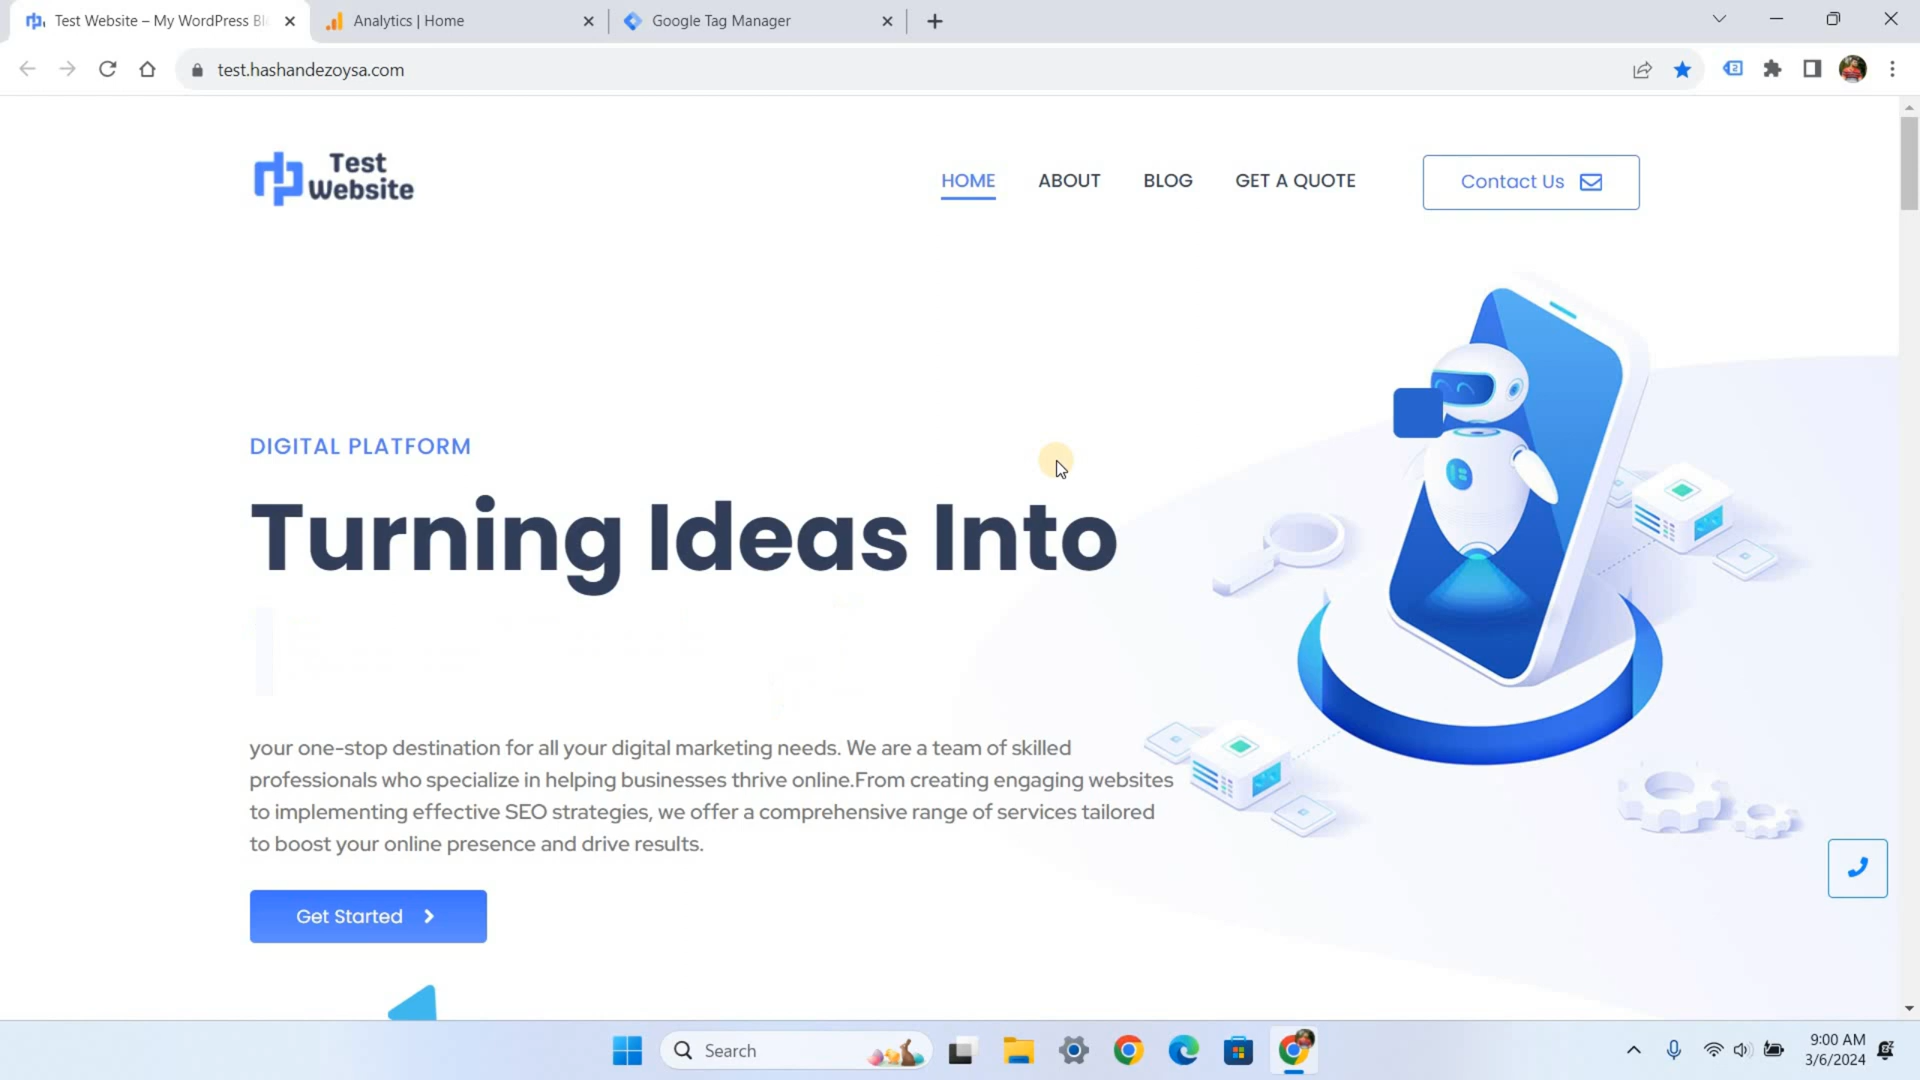 Test Website – My WordPress Bl
Analytics | Home
Google Tag Manager
test.hashandezoysa.com
Test
Website
HOME
ABOUT
BLOG
GET A QUOTE
Contact Us
DIGITAL PLATFORM
Turning Ideas Into
your one-stop destination for all your digital marketing needs. We are a team of skilled
professionals who specialize in helping businesses thrive online.From creating engaging websites
to implementing effective SEO strategies, we offer a comprehensive range of services tailored
to boost your online presence and drive results.
Get Started
Search
9:00 AM
3/6/2024